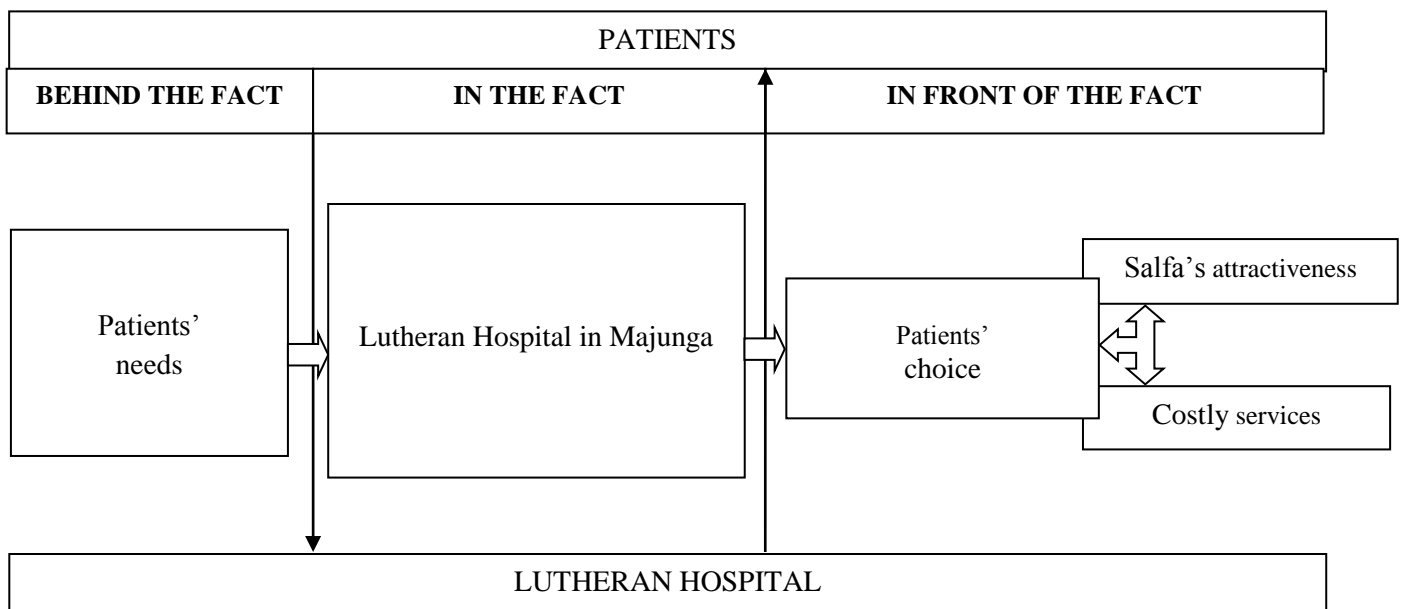 PATIENTS
BEHIND THE FACT
IN THE FACT
IN FRONT OF THE FACT
Patients’
needs
Lutheran Hospital in Majunga
Patients’
choice
Salfa’s attractiveness
Costly services
LUTHERAN HOSPITAL